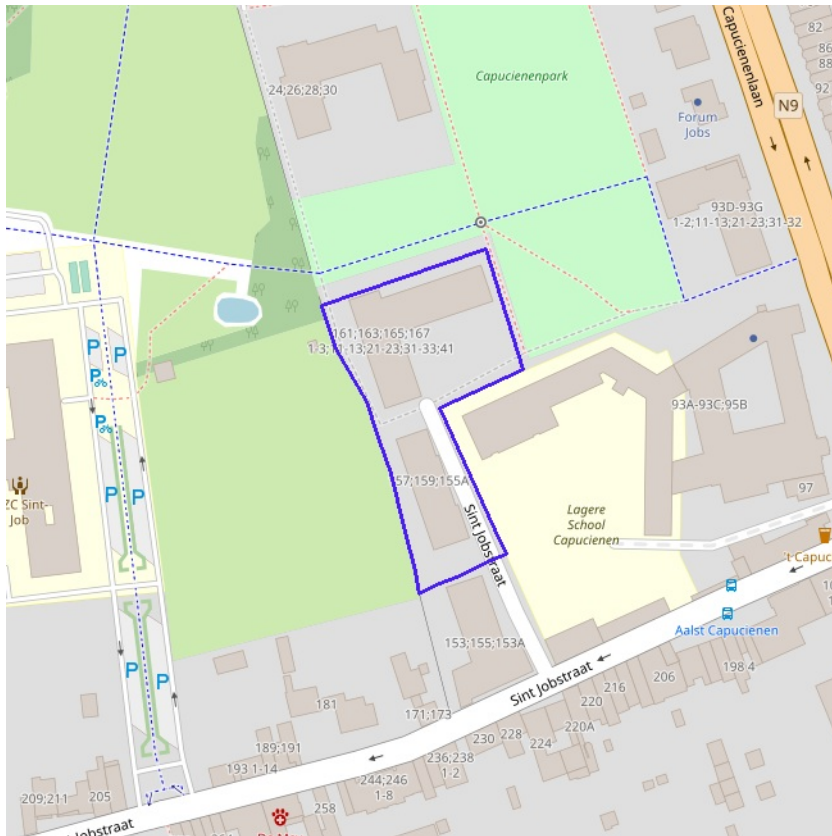 82
86
88
92
Capucienenlaan
N9
Capucienenpark
24;26;28;30
Forum
Jobs
93D-93G
1-2;11-13;21-23;31-32
161;163;165;167
1-3;11-13;21-23;31-33;41
P
P
P
P
P
P
P
P
93A-93C;95B
57;159;155A
97
ZC Sint-
Job
Lagere
School
Capucienen
Sint Jobstraat
't Capuc
Aalst Capucienen
153;155;153A
198 4
206
216
220
220A
224
228
230
Sint Jobstraat
181
171;173
236;238
1-2
189;191
193 1-14
244;246
1-8
258
205
209;211
Jobstraat